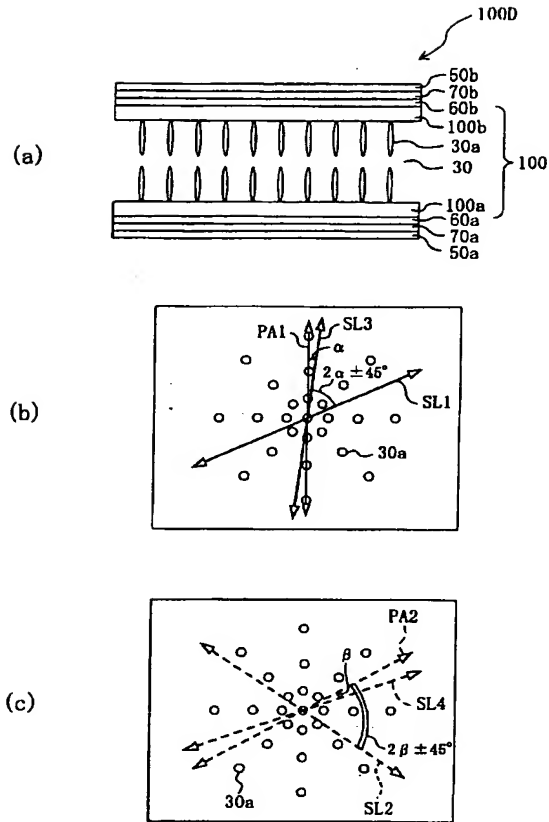 100D
50b
70b
60b
100b
(a)
30a
30
100
100a
60a
70a
50a
PA1
SL3
α
2α±45°
(b)
SL1
30a
PA2
β
(c)
SL4
2β±45°
30a
SL2